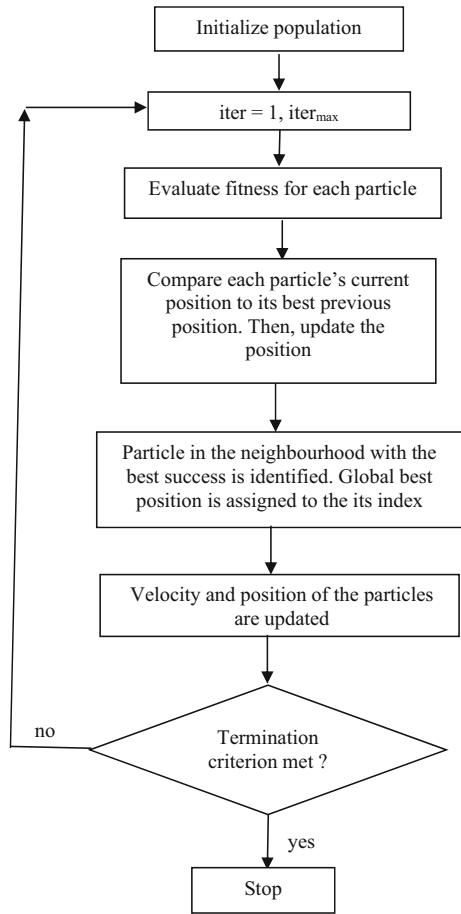 Initialize population
iter = 1, itermax
Evaluate fitness for each particle
Compare each particle's current
position to its best previous
position. Then, update the
position
Particle in the neighbourhood with the
best success is identified. Global best
position is assigned to the its index
Velocity and position of the particles
are updated
no
Termination
criterion met ?
yes
Stop